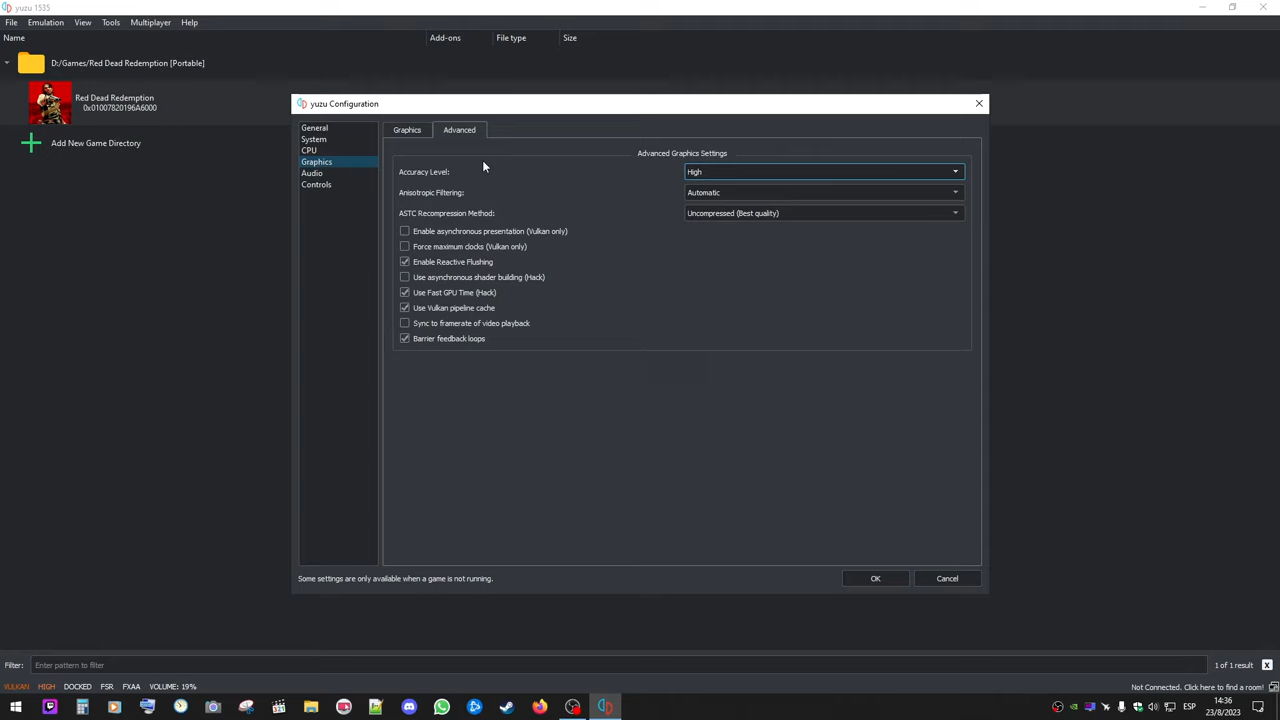 yuzu 1535
File Emulation View Tools Multiplayer Help
Name Add-ons File type Size
D:/Games/Red Dead Redemption [Portable]
Red Dead Redemption
0x01007820196A6000
Add New Game Directory
yuzu Configuration
General
System
CPU
Graphics
Audio
Controls
Graphics Advanced
Advanced Graphics Settings
Accuracy Level: High
Anisotropic Filtering: Automatic
ASTC Recompression Method: Uncompressed (Best quality)
Enable asynchronous presentation (Vulkan only)
Force maximum clocks (Vulkan only)
Enable Reactive Flushing
Use asynchronous shader building (Hack)
Use Fast GPU Time (Hack)
Use Vulkan pipeline cache
Sync to framerate of video playback
Barrier feedback loops
Some settings are only available when a game is not running.
OK Cancel
Filter: Enter pattern to filter 1 of 1 result X
VULKAN HIGH DOCKED FSR FXAA VOLUME: 19% Not Connected. Click here to find a room!
ESP 14:36
23/8/2023